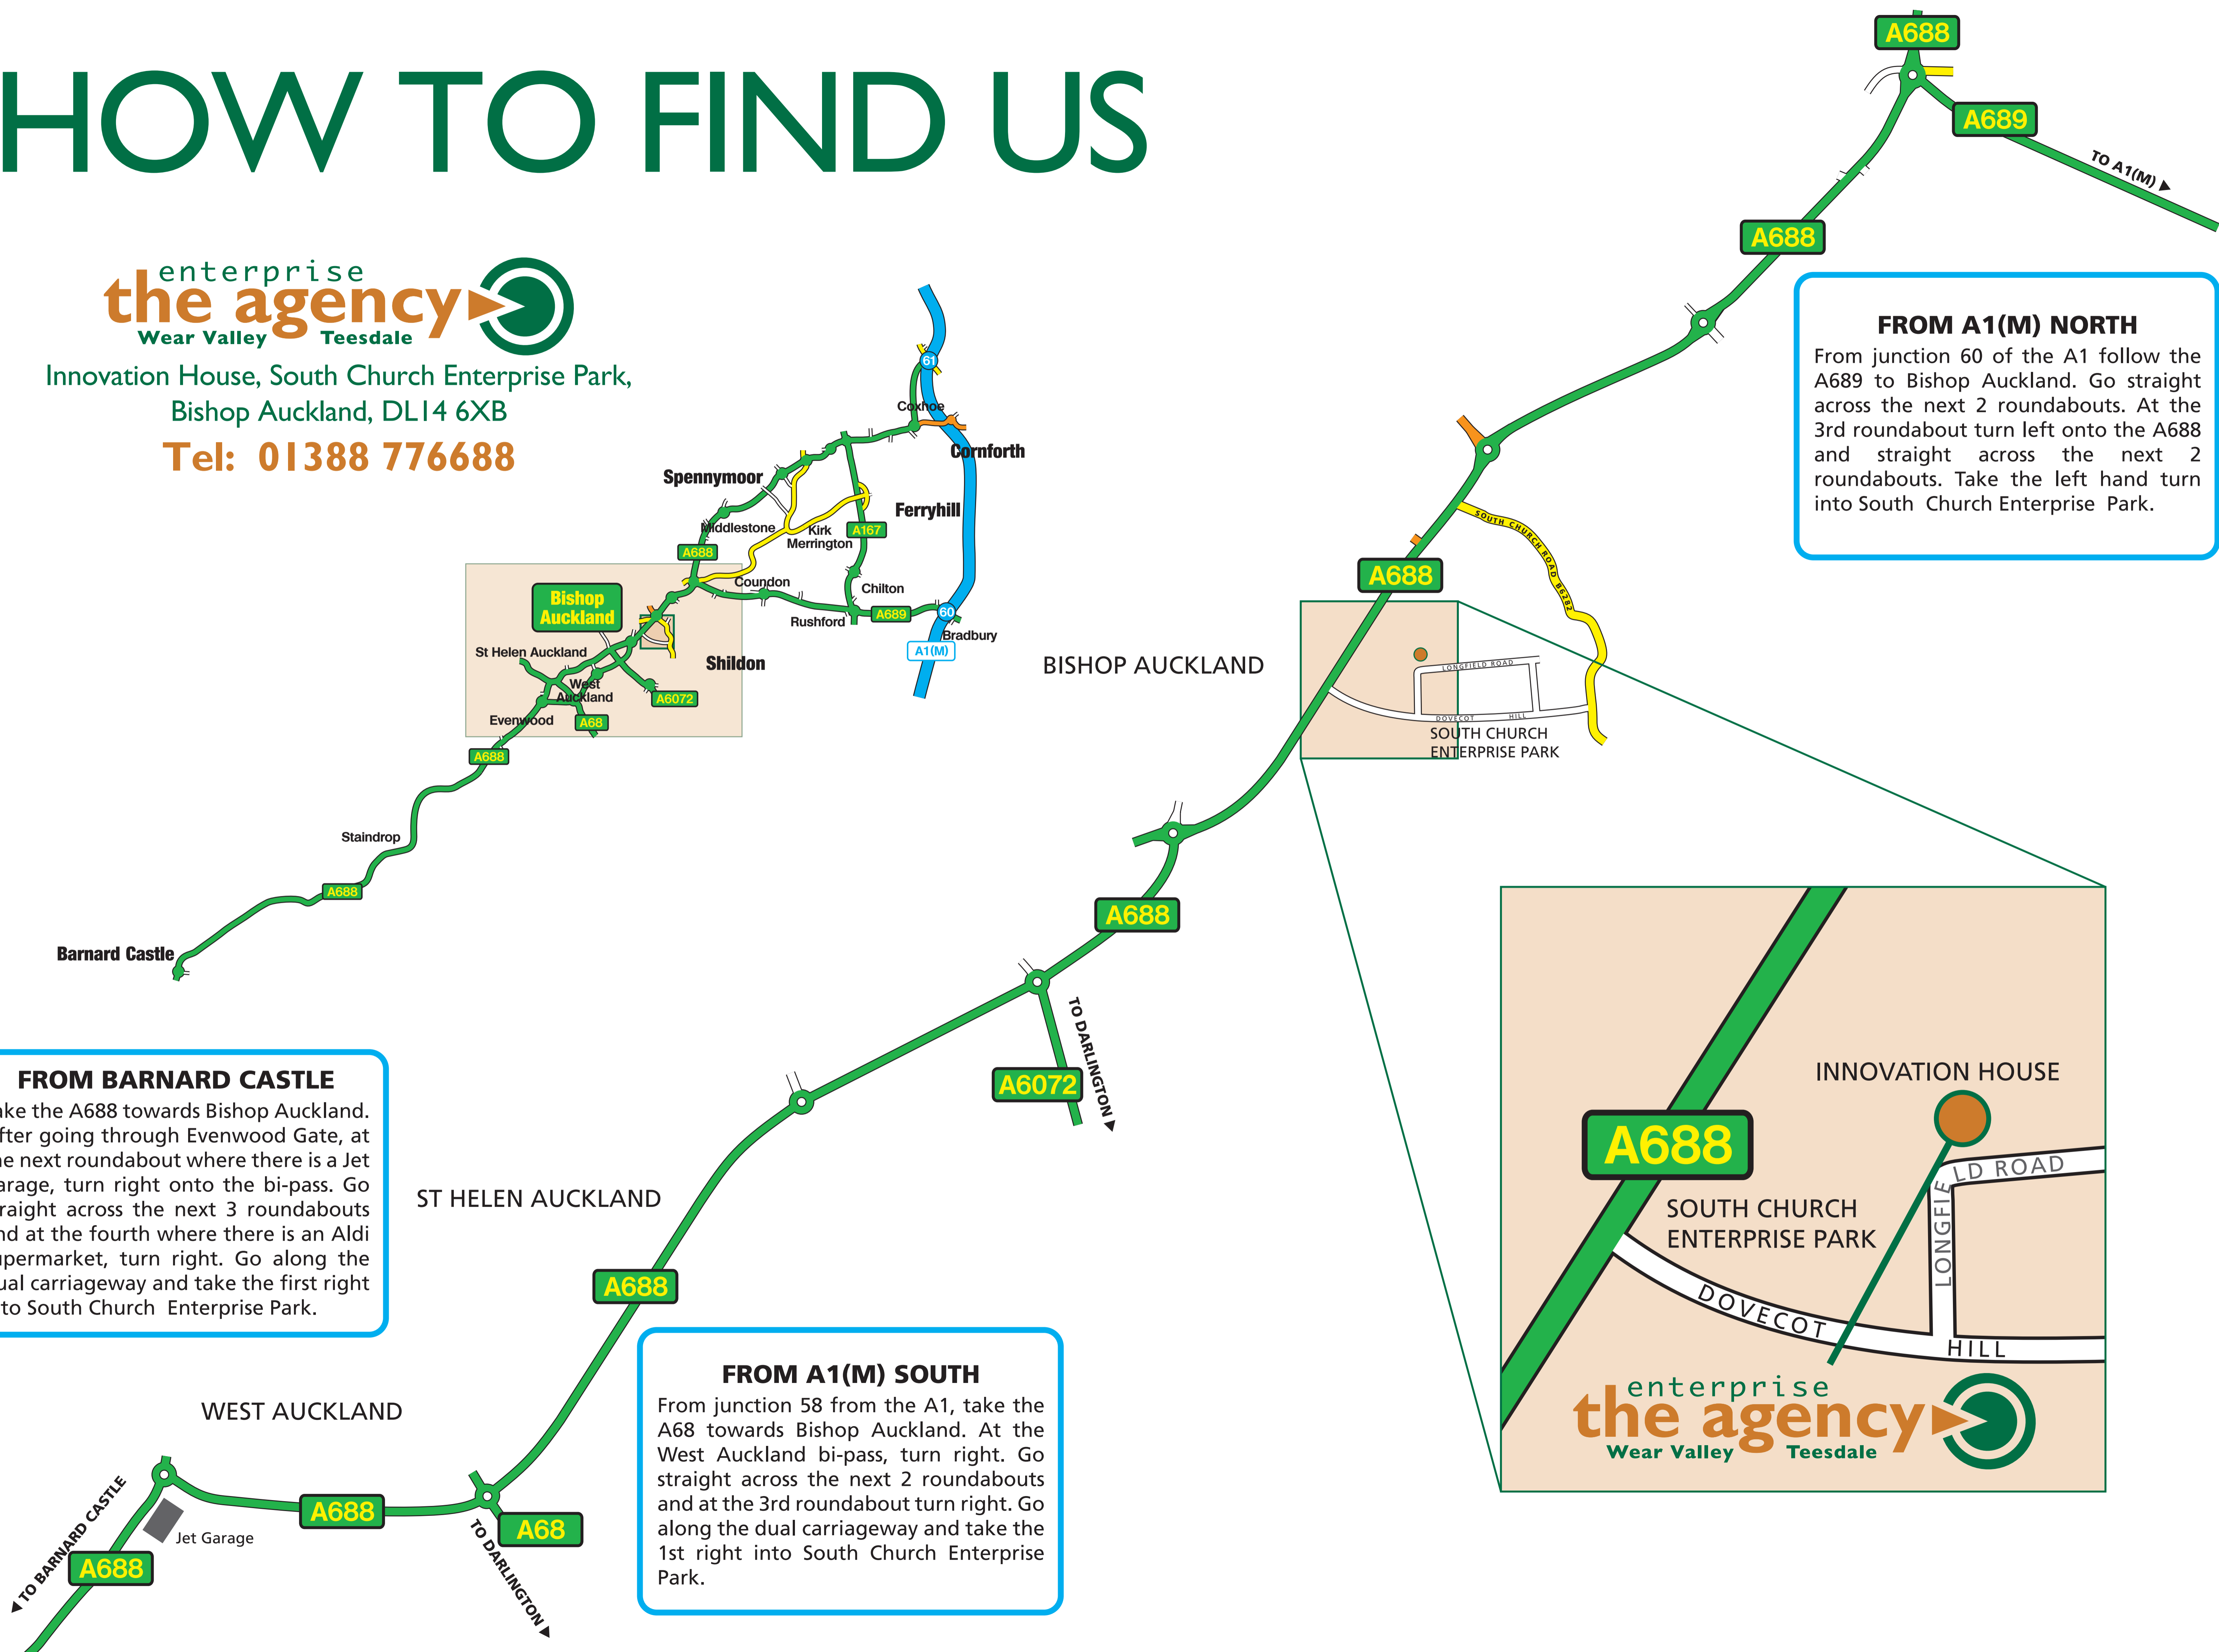 HOW TO FIND US
enterprise
the agency
Wear Valley Teesdale
Innovation House, South Church Enterprise Park,
Bishop Auckland, DL14 6XB
Tel: 01388 776688
A688
A689
TO A1(M)
A688
FROM A1(M) NORTH
From junction 60 of the A1 follow the
A689 to Bishop Auckland. Go straight
across the next 2 roundabouts. At the
3rd roundabout turn left onto the A688
and straight across the next 2
roundabouts. Take the left hand turn
into South Church Enterprise Park.
61
Coxhoe
Cornforth
Spennymoor
Ferryhill
Middlestone
Kirk
Merrington
A167
A688
Coundon
Chilton
Bishop
Auckland
Rushford
A689
60
Bradbury
A1(M)
St Helen Auckland
Shildon
West
Auckland
A6072
Evenwood
A68
A688
Staindrop
A688
Barnard Castle
SOUTH CHURCH ROAD B6282
A688
BISHOP AUCKLAND
LONGFIELD ROAD
DOVECOT HILL
SOUTH CHURCH
ENTERPRISE PARK
A688
TO DARLINGTON
A6072
FROM BARNARD CASTLE
ake the A688 towards Bishop Auckland.
fter going through Evenwood Gate, at
he next roundabout where there is a Jet
arage, turn right onto the bi-pass. Go
raight across the next 3 roundabouts
nd at the fourth where there is an Aldi
upermarket, turn right. Go along the
ual carriageway and take the first right
to South Church Enterprise Park.
ST HELEN AUCKLAND
A688
WEST AUCKLAND
FROM A1(M) SOUTH
From junction 58 from the A1, take the
A68 towards Bishop Auckland. At the
West Auckland bi-pass, turn right. Go
straight across the next 2 roundabouts
and at the 3rd roundabout turn right. Go
along the dual carriageway and take the
1st right into South Church Enterprise
Park.
TO BARNARD CASTLE
Jet Garage
A688
A688
A68
TO DARLINGTON
INNOVATION HOUSE
A688
LONGFIELD ROAD
SOUTH CHURCH
ENTERPRISE PARK
DOVECOT HILL
enterprise
the agency
Wear Valley Teesdale